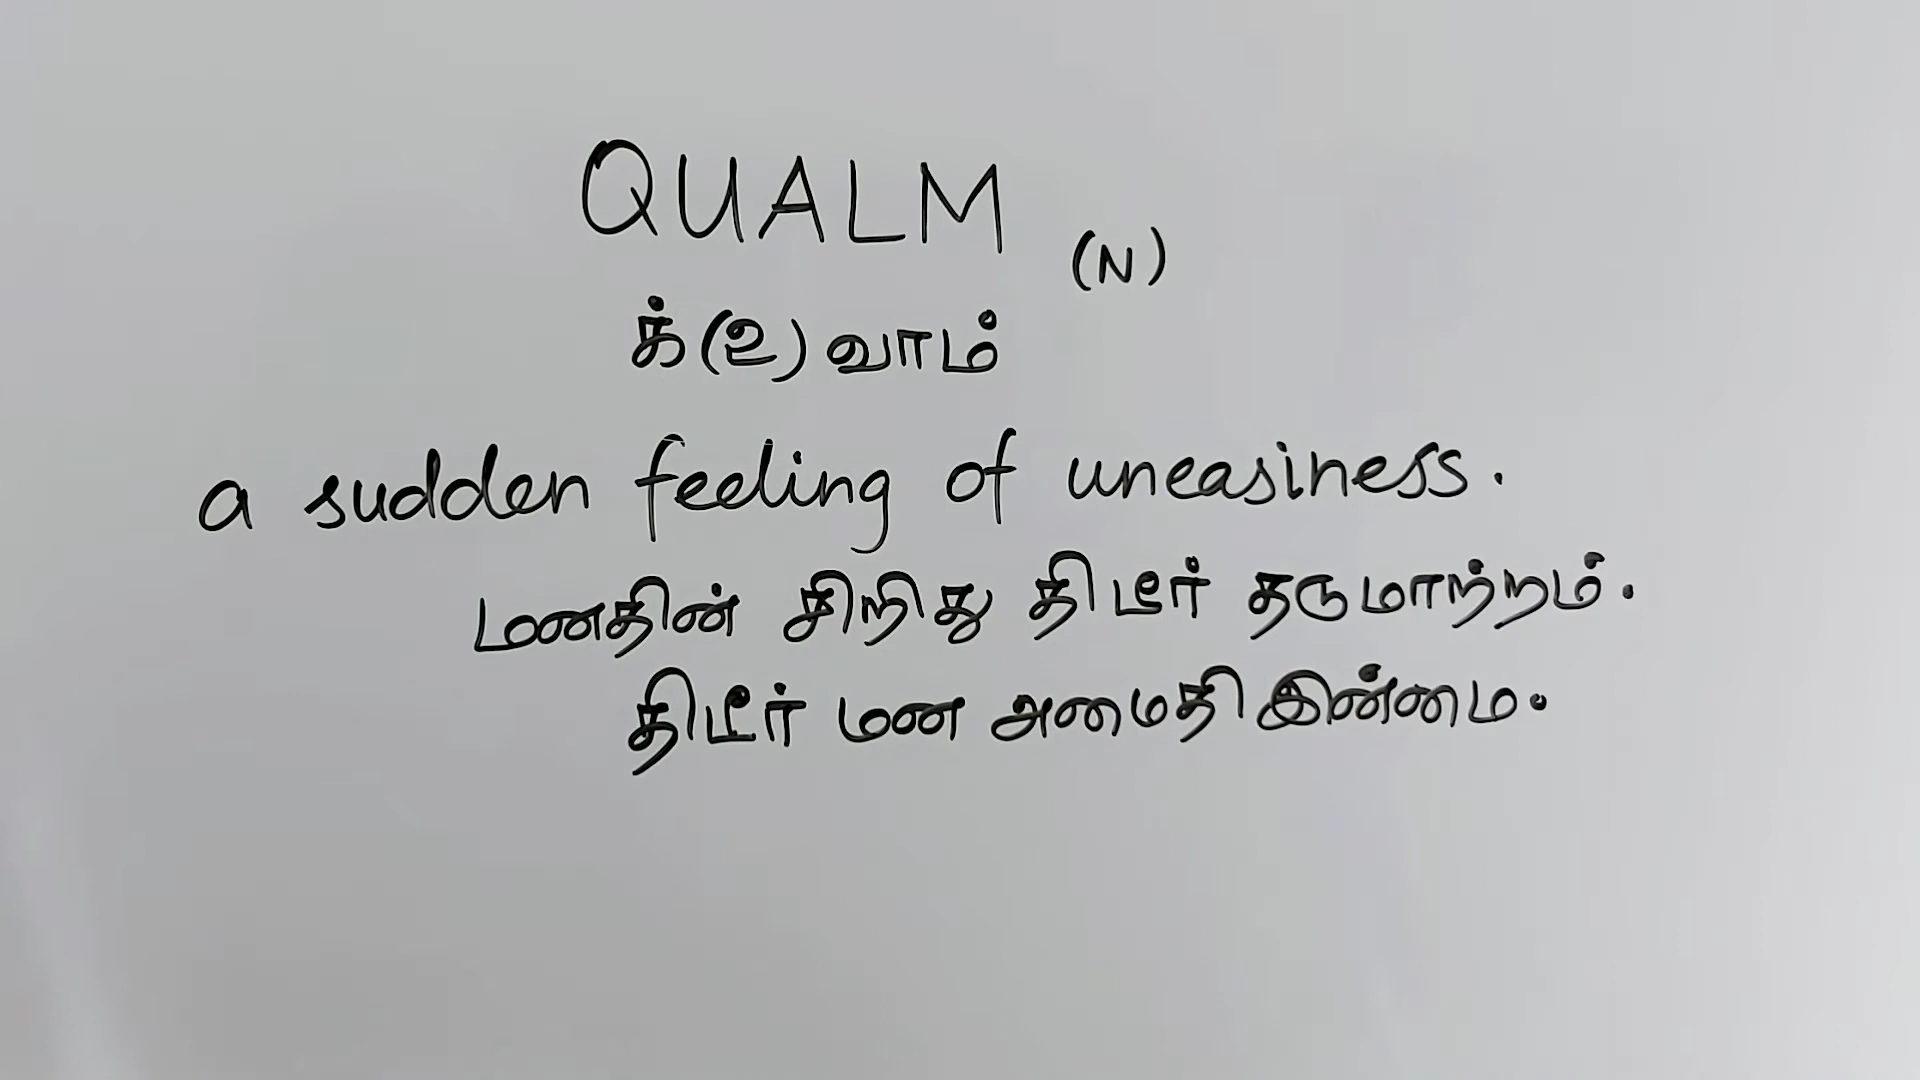 QUALM (N)
க்(உ)வாம்
a sudden feeling of uneasiness.
மனதின் சிறிது திடீர் தடுமாற்றம்.
திடீர் மன அமைதி இன்மை.